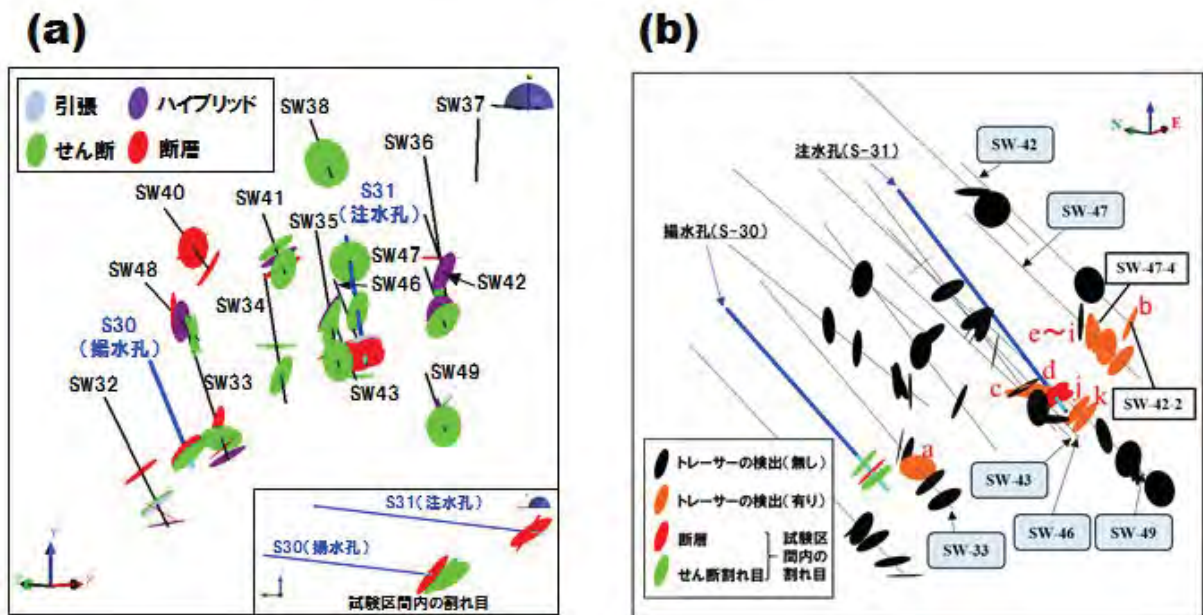 (a)
引張
ハイブリッド
せん断
断層
SW38
SW37
SW36
SW40
SW41
S31
(注水孔)
SW35
SW47
SW42
SW48
SW46
SW34
S30
(揚水孔)
SW33
SW49
SW32
SW43
S31(注水孔)
S30(揚水孔)
試験区間内の割れ目
(b)
N
E
SW-42
注水孔(S-31)
SW-47
揚水孔(S-30)
SW-47-4
b
e～i
d
c
j
k
SW-42-2
a
トレーサーの検出(無し)
トレーサーの検出(有り)
断層
せん断割れ目
試験区
間内の
割れ目
SW-43
SW-33
SW-46
SW-49